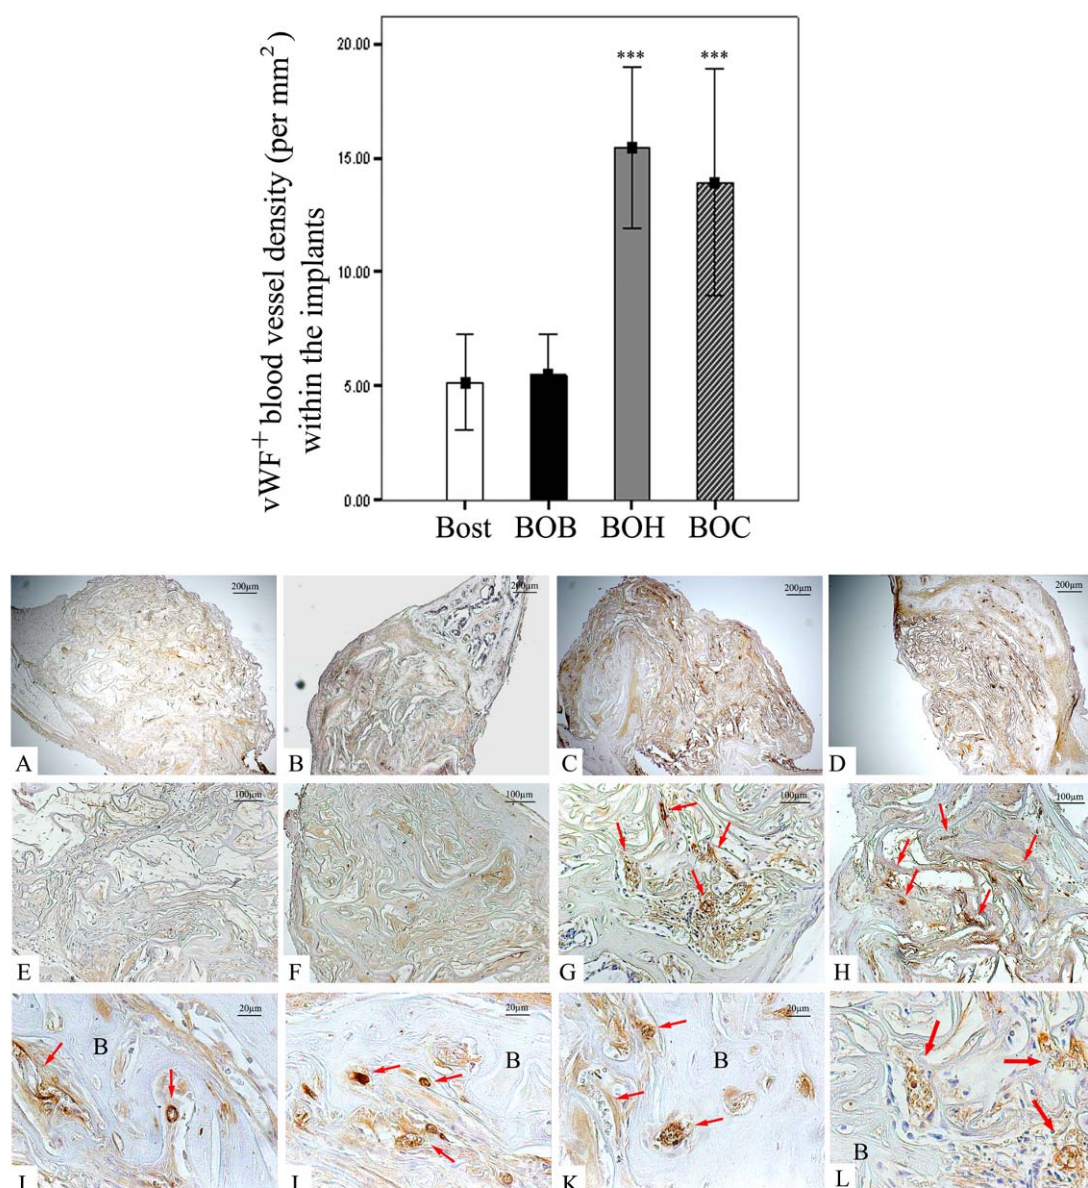 vWF+ blood vessel density (per mm2)
within the implants
20.00
***
***
15.00
10.00
5.00
0.00
Bost
BOB
BOH
BOC
200µm
200µm
200µm
200µm
A
B
C
D
100µm
100µm
100µm
100µm
E
F
G
H
20µm
20µm
20µm
B
B
B
B
I
J
K
L